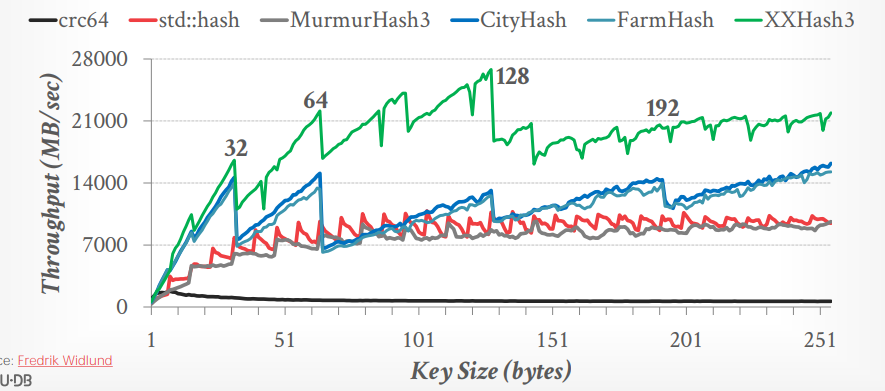 crc64 std::hash MurmurHash3 CityHash FarmHash XXHash3
Throughput (MB/sec)
28000
21000
14000
7000
0
32
64
128
192
1 51 101 151 201 251
Key Size (bytes)
ce: Fredrik Widlund
U·DB